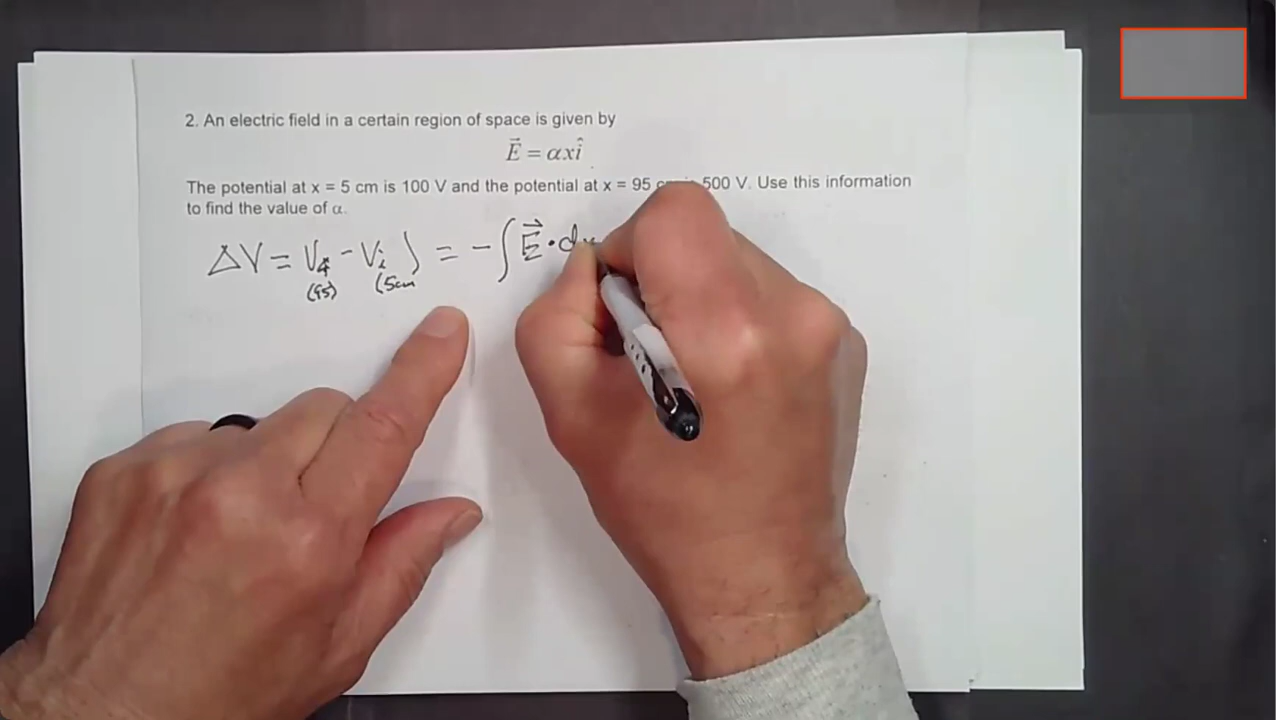 2. An electric field in a certain region of space is given by
E⃗ = αxî
The potential at x = 5 cm is 100 V and the potential at x = 95 500 V. Use this information
to find the value of α.
ΔV = V_f - V_i ) = - ∫ E⃗ · dx
(95) (5cm